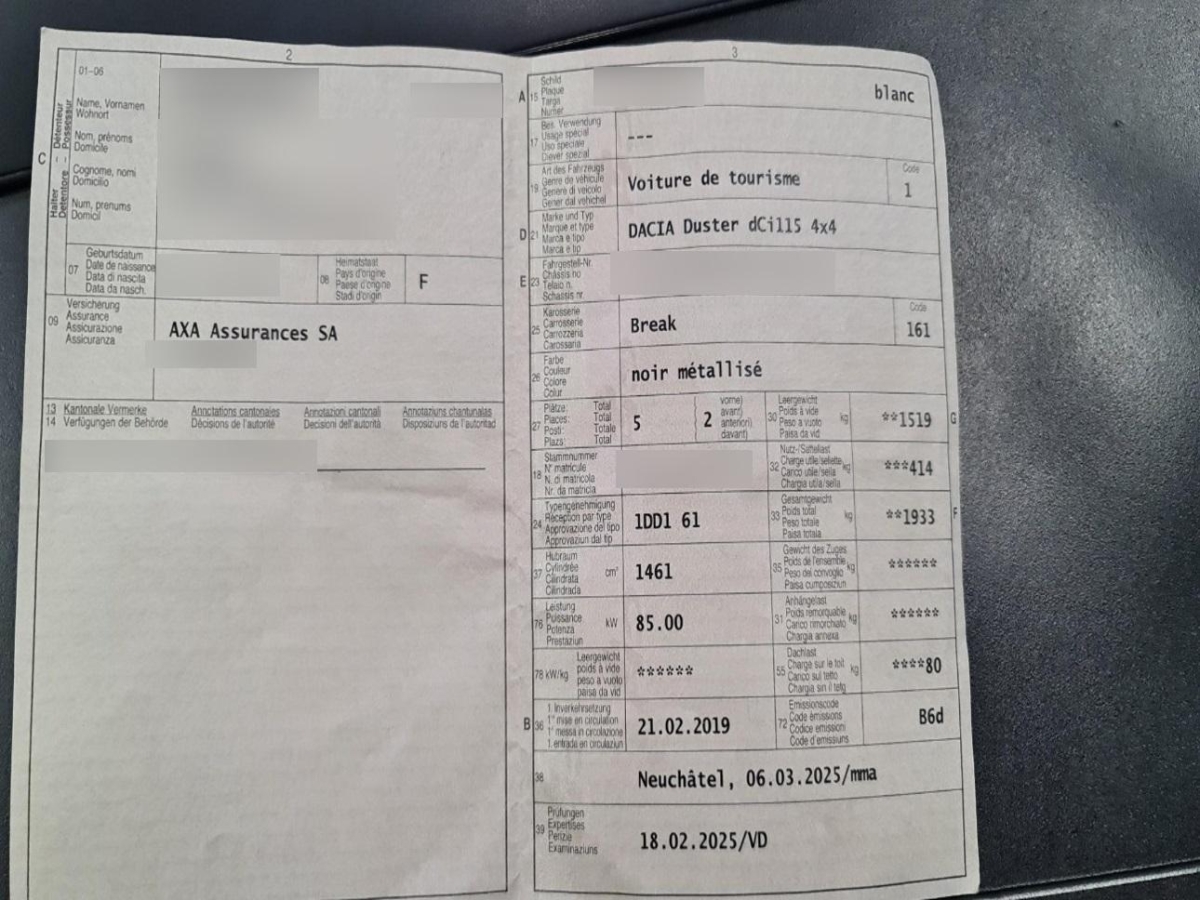 2
01-06
C
Halter - Détenteur
Detentore - Possessur
Name, Vornamen
Wohnort
Nom, prénoms
Domicile
Cognome, nomi
Domicilio
Num, prenums
Domicil
07
Geburtsdatum
Date de naissance
Data di nascita
Data da nasch.
08
Heimatstaat
Pays d'origine
Paese d'origine
Stadi d'origin
F
09
Versicherung
Assurance
Assicurazione
Assicuranza
AXA Assurances SA
13 Kantonale Vermerke Annotations cantonales Annotazioni cantonali Annotaziuns chantunalas
14 Verfügungen der Behörde Décisions de l'autorité Decisioni dell'autorità Disposiziuns da l'autoritad
3
A 15
Schild
Plaque
Targa
Numer
blanc
17
Bes. Verwendung
Usage spécial
Uso speciale
Diever spezial
---
19
Art des Fahrzeugs
Genre de véhicule
Genere di veicolo
Gener dal vehichel
Voiture de tourisme
Code
1
D 21
Marke und Typ
Marque et type
Marca e tipo
Marca e tip
DACIA Duster dCi115 4x4
E 23
Fahrgestell-Nr.
Châssis no
Telaio n.
Schassis nr.
25
Karosserie
Carrosserie
Carrozzeria
Carossaria
Break
Code
161
26
Farbe
Couleur
Colore
Colur
noir métallisé
27
Plätze: Total
Places: Total
Posti: Totale
Plazs: Total
5
2
vorne)
avant)
anteriori)
davant)
30
Leergewicht
Poids à vide
Peso a vuoto
Paisa da vid
kg
**1519
G
18
Stammnummer
N° matricule
N. di matricola
Nr. da matricla
32
Nutz-/Sattellast
Charge utile/sellette
Carico utile/sella
Chargia utila/sella
kg
***414
24
Typengenehmigung
Réception par type
Approvazione del tipo
Approvaziun dal tip
1DD1 61
33
Gesamtgewicht
Poids total
Peso totale
Paisa totala
kg
**1933
F
37
Hubraum
Cylindrée
Cilindrata
Cilindrada
cm³
1461
35
Gewicht des Zuges
Poids de l'ensemble
Peso del convoglio
Paisa cumposiziun
kg
******
76
Leistung
Puissance
Potenza
Prestaziun
kW
85.00
31
Anhängelast
Poids remorquable
Carico rimorchiato
Chargia annexa
kg
******
78 kW/kg
Leergewicht
poids à vide
peso a vuoto
paisa da vid
******
55
Dachlast
Charge sur le toit
Carico sul tetto
Chargia sin il tetg
kg
****80
B 36
1. Inverkehrsetzung
1re mise en circulation
1a messa in circolazione
1. entrada en circulaziun
21.02.2019
72
Emissionscode
Code émissions
Codice emissioni
Code d'emissiuns
B6d
38
Neuchâtel, 06.03.2025/mma
39
Prüfungen
Expertises
Perizie
Examinaziuns
18.02.2025/VD